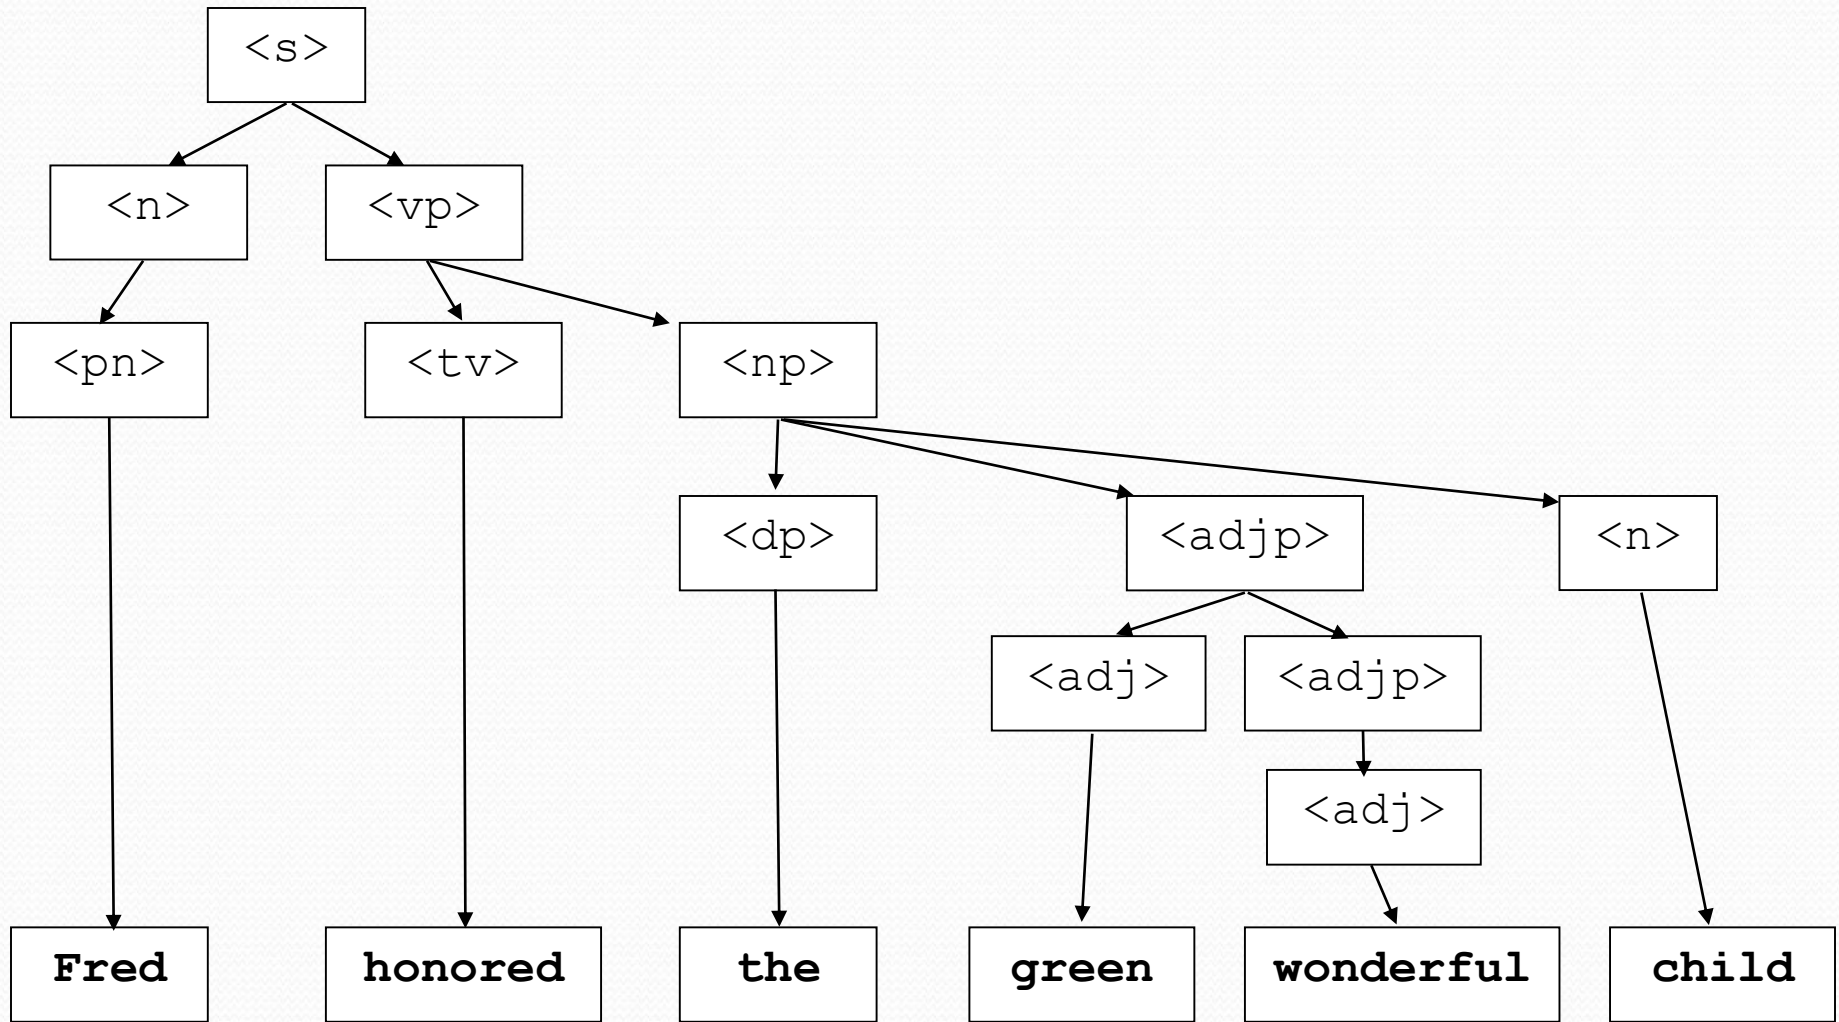 <s>
<n> <vp>
<pn> <tv> <np>
<dp> <adjp> <n>
<adj> <adjp>
<adj>
Fred honored the green wonderful child